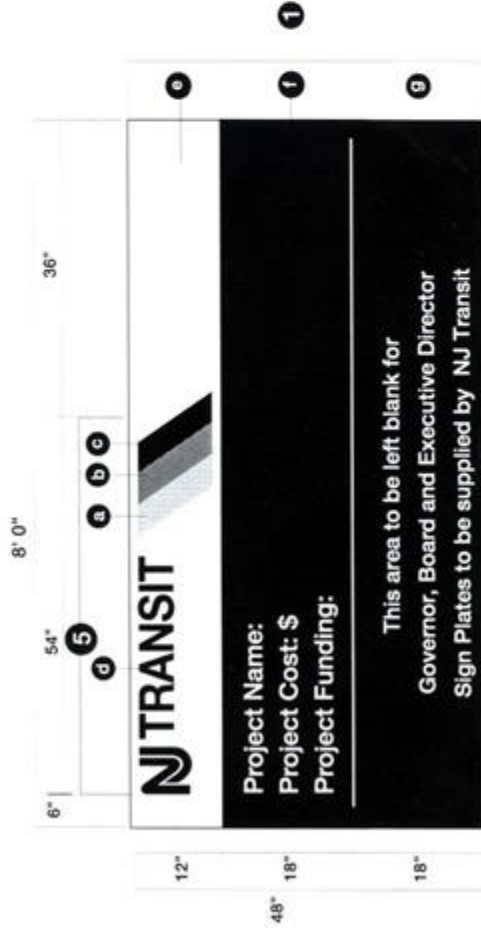 8' 0"
6"
54"
36"
5
d
a
b
c
NJ TRANSIT
e
12"
Project Name:
Project Cost: $
Project Funding:
f
1
18"
48"
This area to be left blank for
Governor, Board and Executive Director
Sign Plates to be supplied by NJ Transit
g
18"